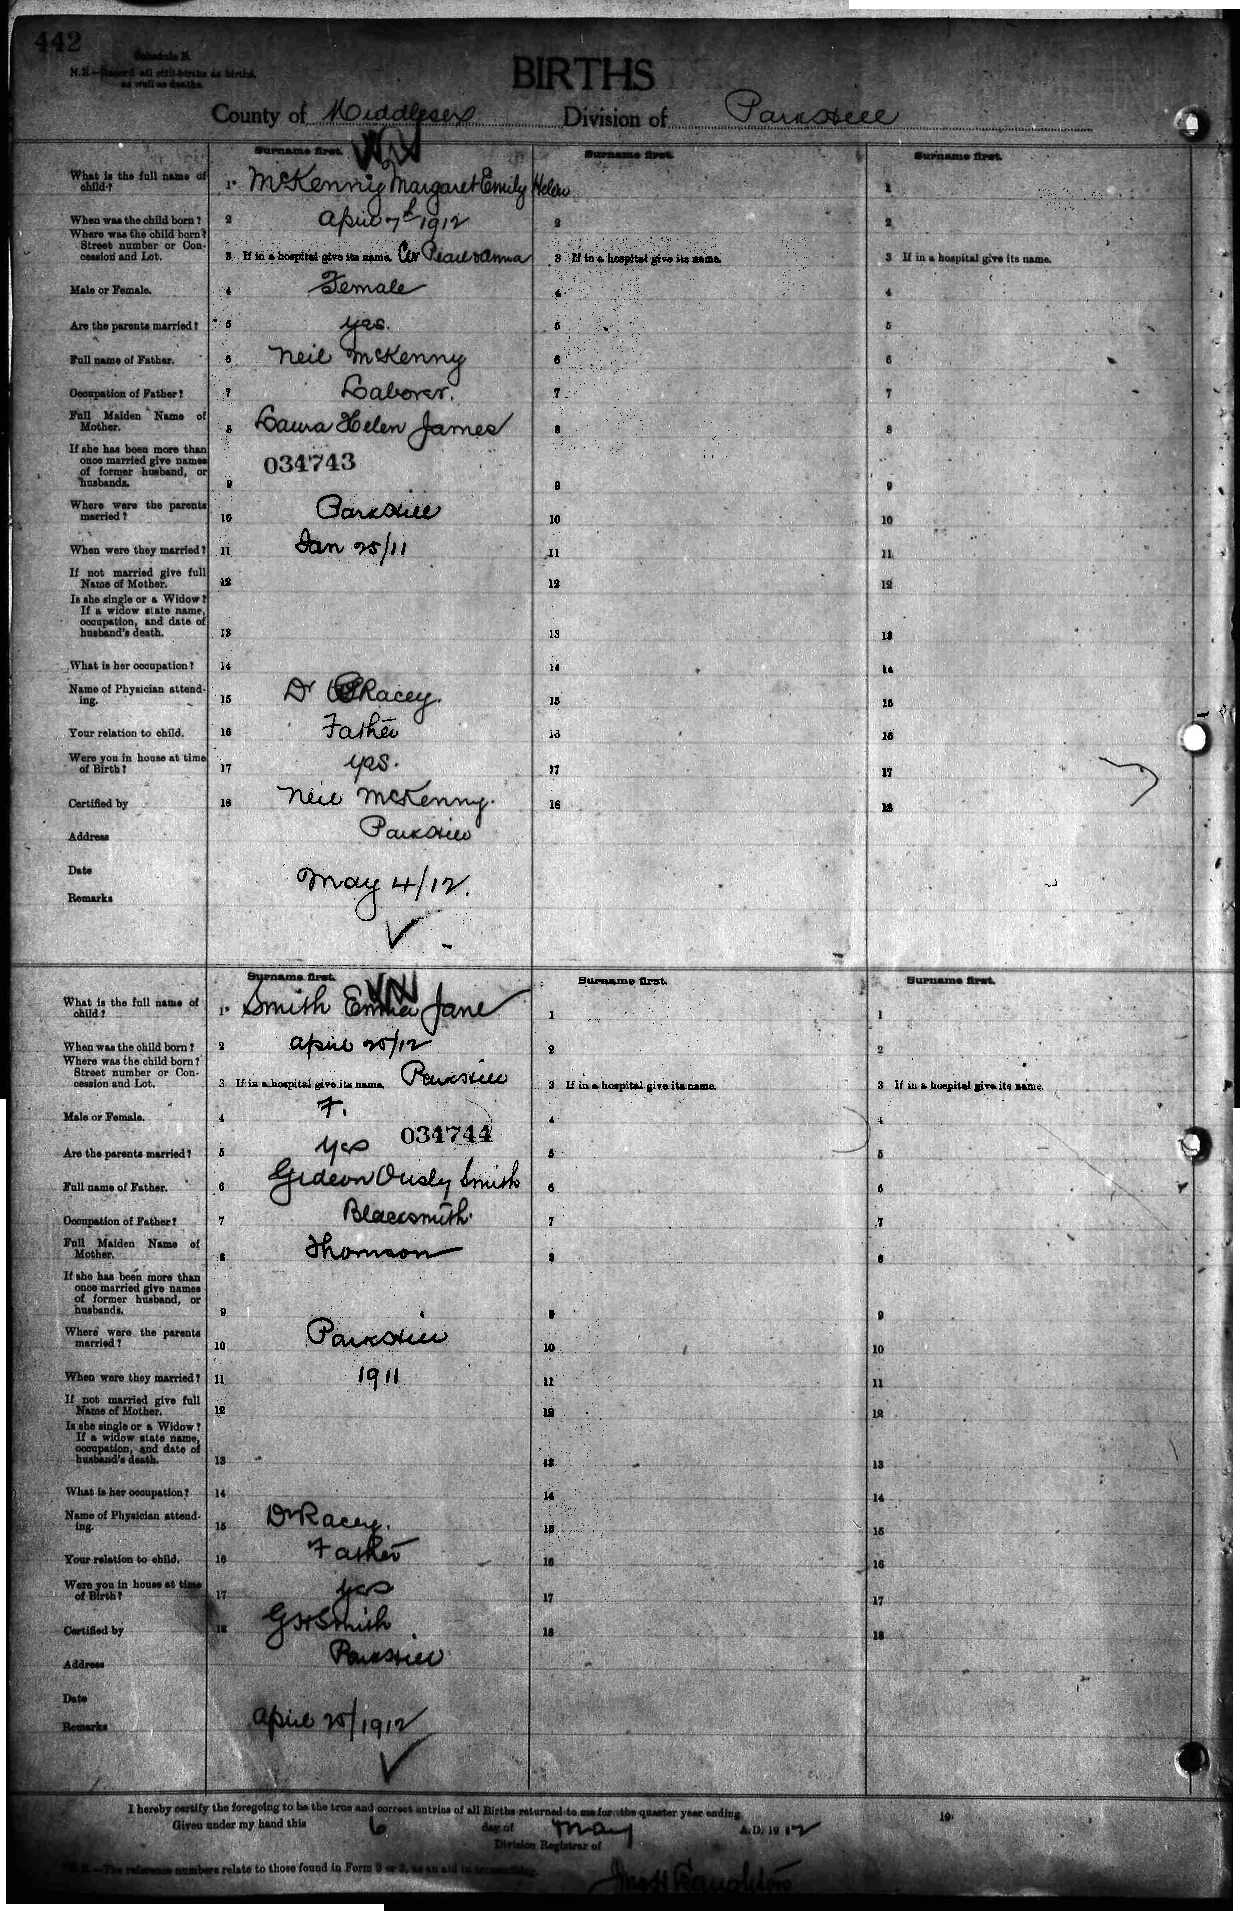 442
Schedule B.
N.B.—Record all still-births as births,
as well as deaths.
BIRTHS
County of Middlesex Division of Parkhill
Surname first. Surname first. Surname first.
What is the full name of child? 1 McKenny Margaret Emily Helen 1
When was the child born? 2 April 7th 1912 2 2
Where was the child born?
Street number or Con-
cession and Lot. 3 If in a hospital give its name. Cor Pearl & Anna 3 If in a hospital give its name. 3 If in a hospital give its name.
Male or Female. 4 Female 4 4
Are the parents married? 5 yes. 5 5
Full name of Father. 6 Neil McKenny 6 6
Occupation of Father? 7 Laborer. 7 7
Full Maiden Name of
Mother. 8 Laura Helen James 8 8
If she has been more than
once married give names
of former husband, or
husbands. 9 034743 9 9
Where were the parents
married? 10 Parkhill 10 10
When were they married? 11 Jan 25/11 11 11
If not married give full
Name of Mother. 12 12 12
Is she single or a Widow?
If a widow state name,
occupation, and date of
husband's death. 13 13 13
What is her occupation? 14 14 14
Name of Physician attend-
ing. 15 Dr Racey. 15 15
Your relation to child. 16 Father 16 16
Were you in house at time
of Birth? 17 yes. 17 17
Certified by 18 Neil McKenny. 18 18
Address Parkhill
Date May 4/12.
Remarks
Surname first. Surname first. Surname first.
What is the full name of
child? 1 Smith Emma Jane 1 1
When was the child born? 2 April 25/12 2 2
Where was the child born?
Street number or Con-
cession and Lot. 3 If in a hospital give its name. Parkhill 3 If in a hospital give its name. 3 If in a hospital give its name.
Male or Female. 4 F. 4 4
034744
Are the parents married? 5 yes 5 5
Full name of Father. 6 Gideon Ously Smith 6 6
Occupation of Father? 7 Blacksmith. 7 7
Full Maiden Name of
Mother. 8 Thomson 8 8
If she has been more than
once married give names
of former husband, or
husbands. 9 9 9
Where were the parents
married? 10 Parkhill 10 10
When were they married? 11 1911 11 11
If not married give full
Name of Mother. 12 12 12
Is she single or a Widow?
If a widow state name,
occupation, and date of
husband's death. 13 13 13
What is her occupation? 14 14 14
Name of Physician attend-
ing. 15 Dr Racey. 15 15
Your relation to child. 16 Father 16 16
Were you in house at time
of Birth? 17 yes 17 17
Certified by 18 Smith 18 18
Address Parkhill
Date
Remarks April 25/1912
I hereby certify the foregoing to be the true and correct entries of all Births returned to me for the quarter year ending 19
Given under my hand this 6 day of May A.D. 1912
Division Registrar of
N.B.—The reference numbers relate to those found in Form 2 or 3, as an aid in transcribing.